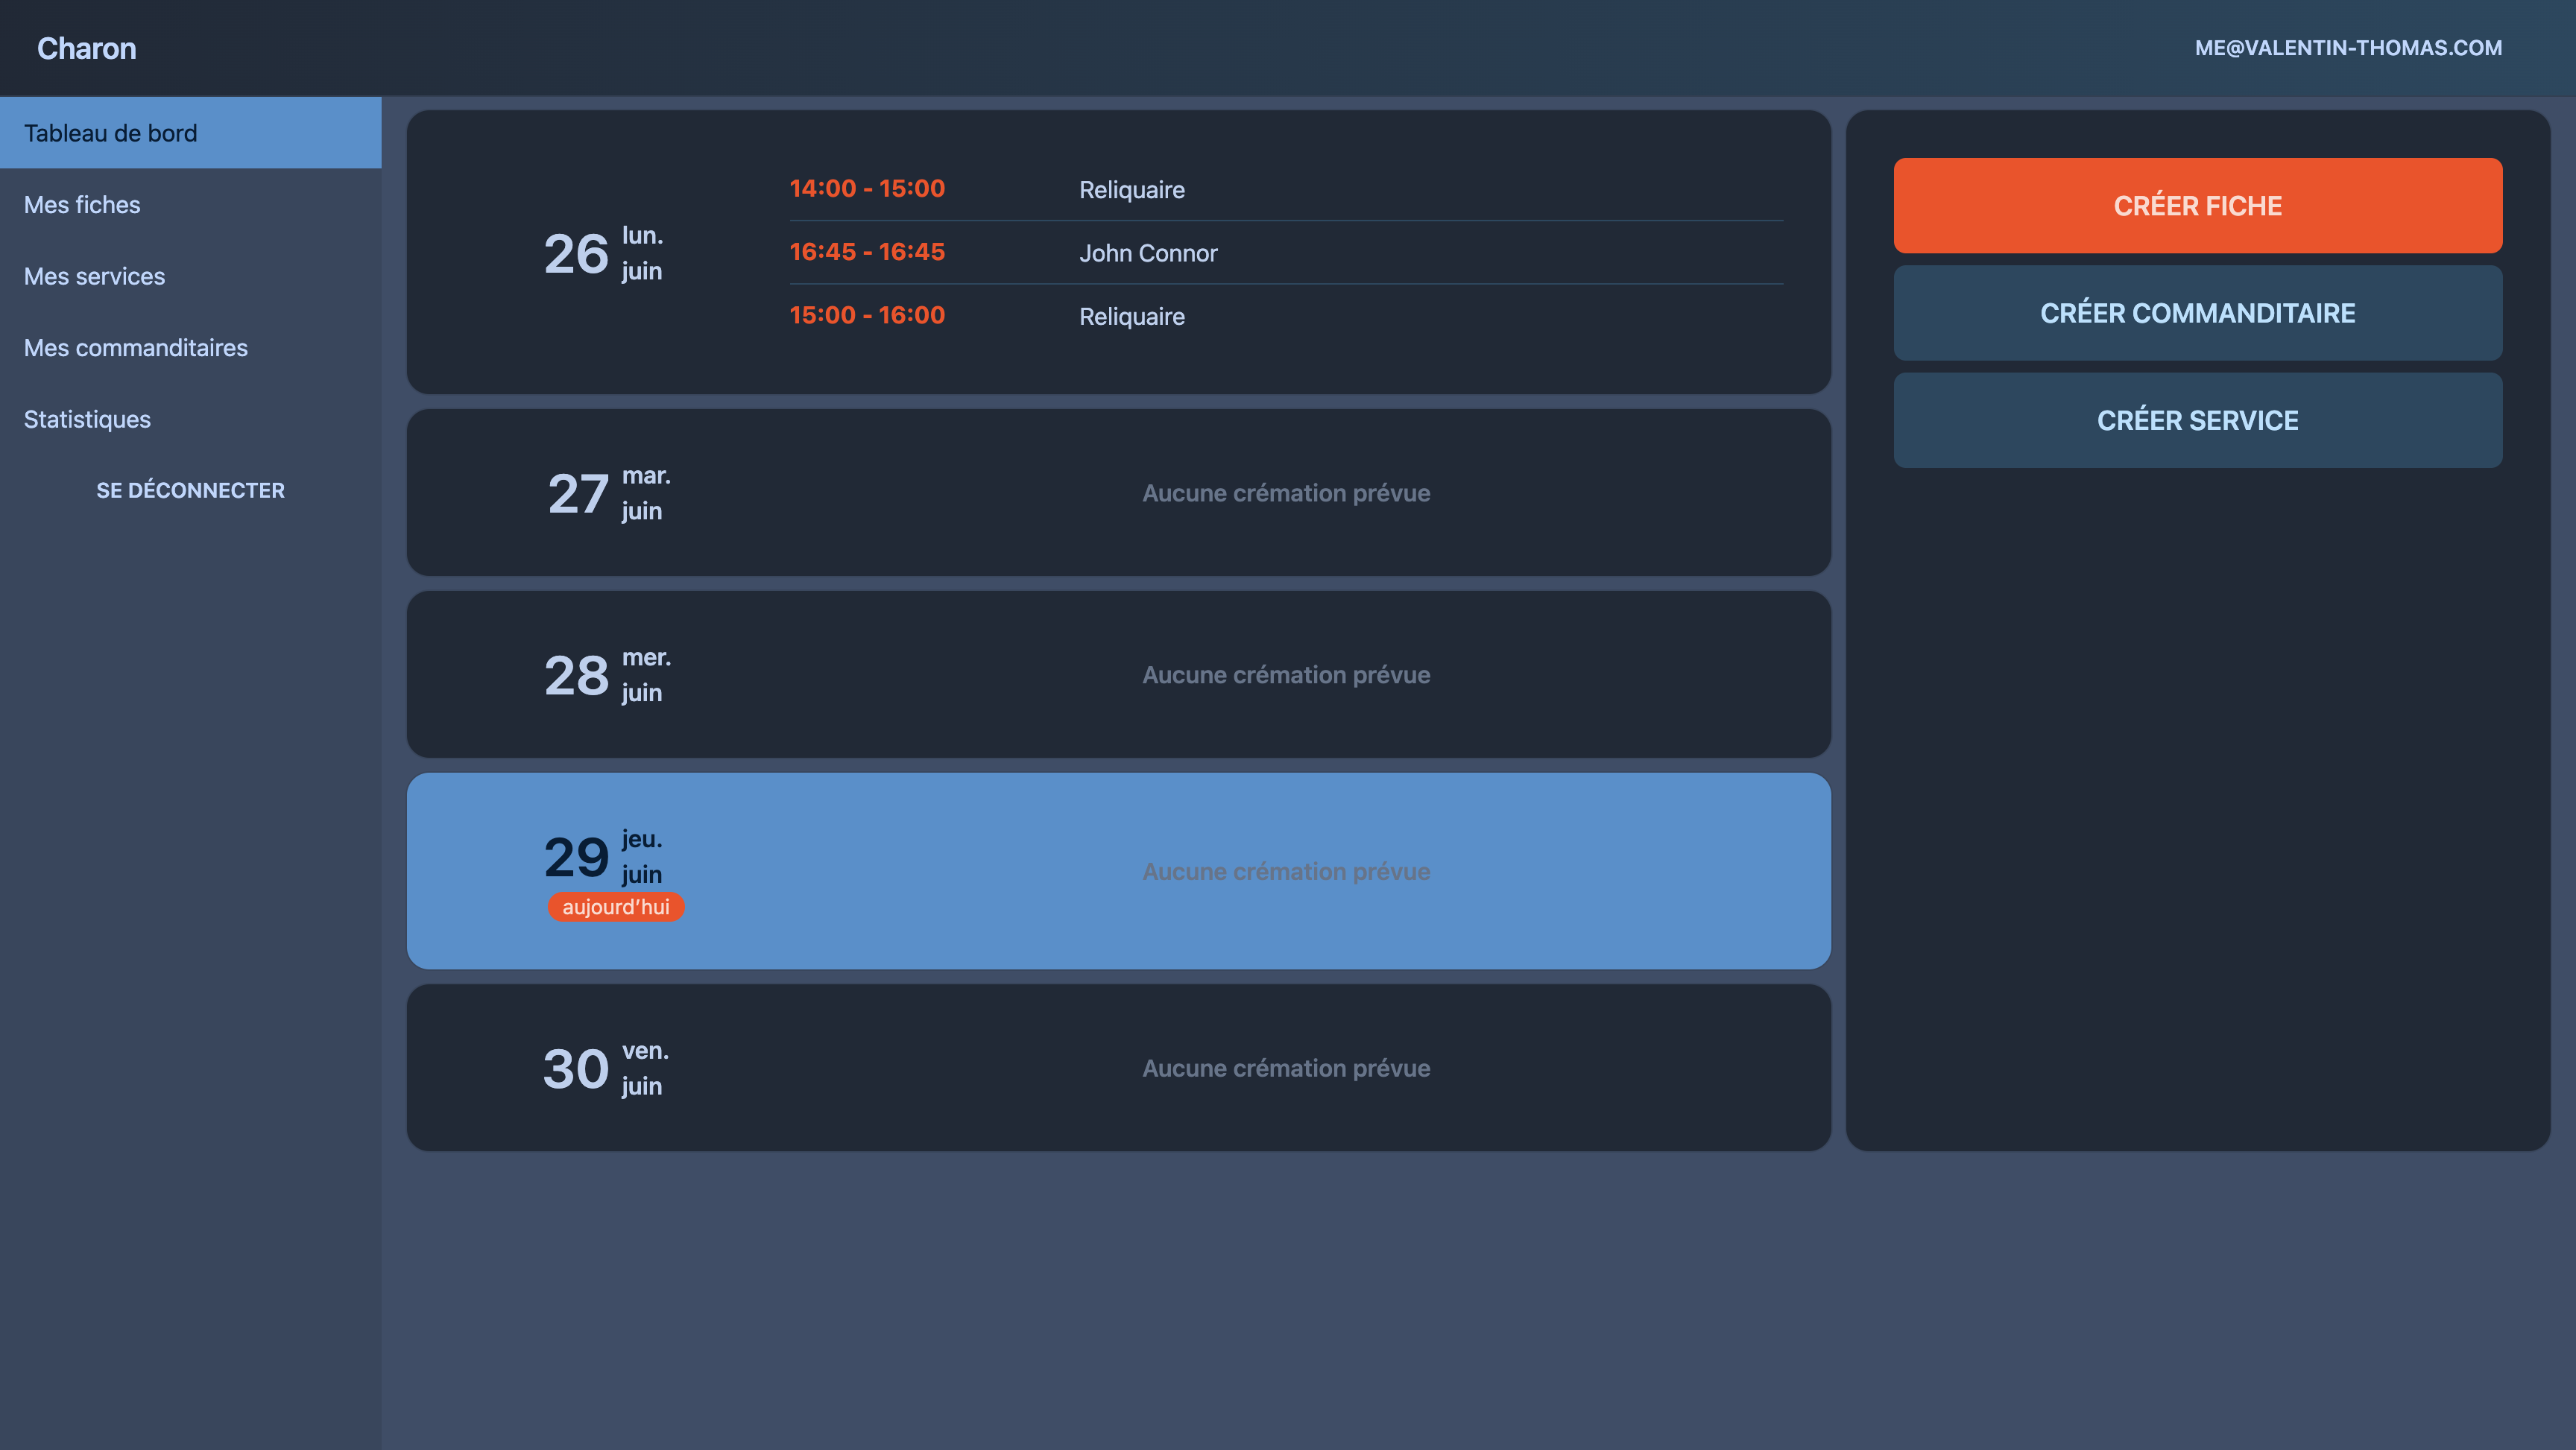 Charon
ME@VALENTIN-THOMAS.COM
Tableau de bord
Mes fiches
Mes services
Mes commanditaires
Statistiques
SE DÉCONNECTER
26 lun. juin
14:00 - 15:00 Reliquaire
16:45 - 16:45 John Connor
15:00 - 16:00 Reliquaire
27 mar. juin
Aucune crémation prévue
28 mer. juin
Aucune crémation prévue
29 jeu. juin
aujourd'hui
Aucune crémation prévue
30 ven. juin
Aucune crémation prévue
CRÉER FICHE
CRÉER COMMANDITAIRE
CRÉER SERVICE